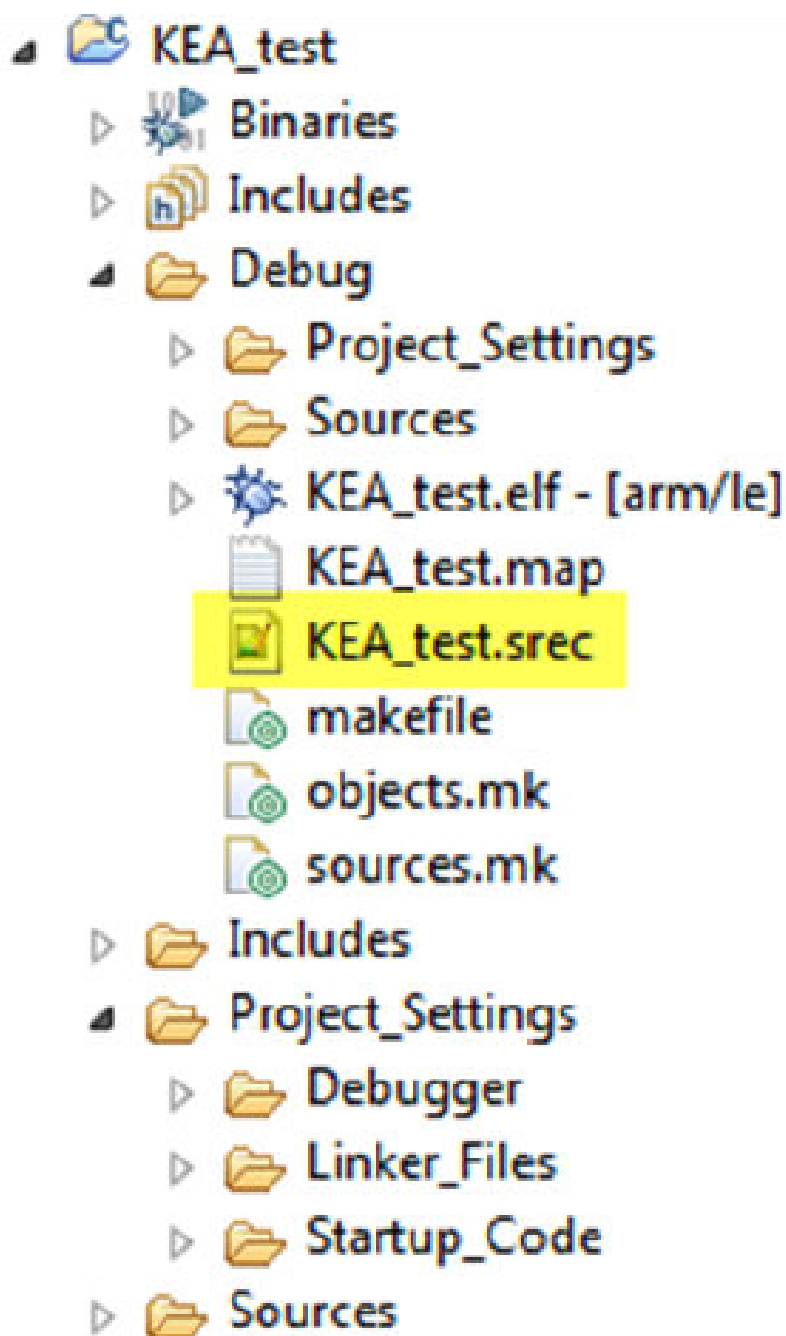 KEA_test
Binaries
Includes
Debug
Project_Settings
Sources
KEA_test.elf - [arm/le]
KEA_test.map
KEA_test.srec
makefile
objects.mk
sources.mk
Includes
Project_Settings
Debugger
Linker_Files
Startup_Code
Sources